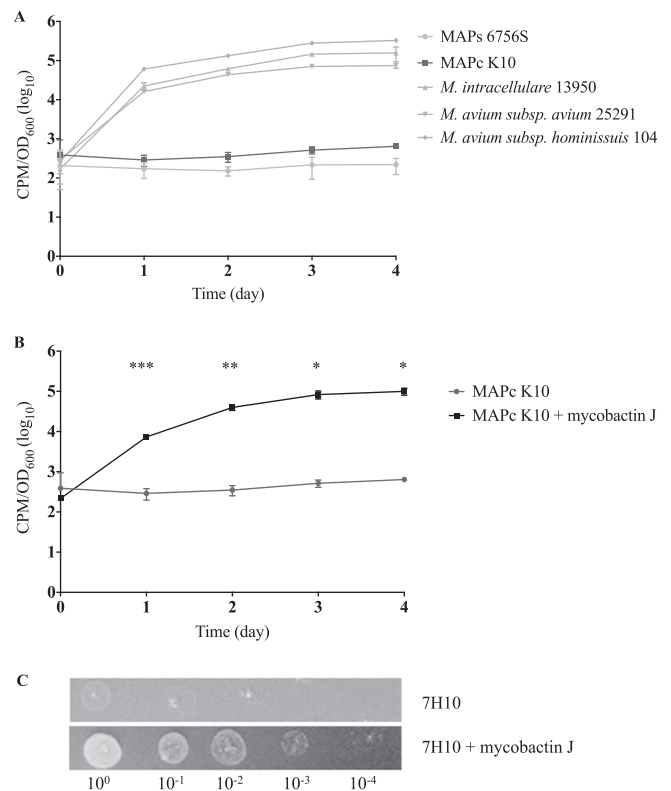 A
CPM/OD600 (log10)
6
5
4
3
2
1
0
0 1 2 3 4
Time (day)
MAPs 6756S
MAPc K10
M. intracellulare 13950
M. avium subsp. avium 25291
M. avium subsp. hominissuis 104
B
CPM/OD600 (log10)
6
5
4
3
2
1
0
*** ** * *
0 1 2 3 4
Time (day)
MAPc K10
MAPc K10 + mycobactin J
C
7H10
7H10 + mycobactin J
10⁰ 10⁻¹ 10⁻² 10⁻³ 10⁻⁴